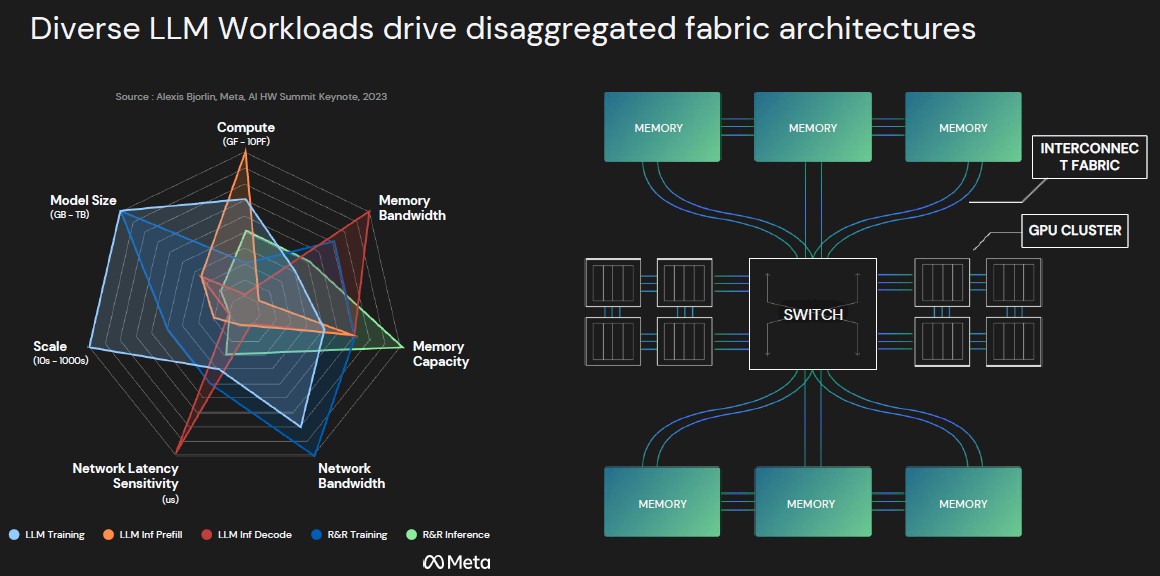 Diverse LLM Workloads drive disaggregated fabric architectures
Source : Alexis Bjorlin, Meta, AI HW Summit Keynote, 2023
Compute
(GF - 10PF)
Model Size
(GB - TB)
Memory
Bandwidth
Scale
(10s - 1000s)
Memory
Capacity
Network Latency
Sensitivity
(us)
Network
Bandwidth
LLM Training
LLM Inf Prefill
LLM Inf Decode
R&R Training
R&R Inference
Meta
MEMORY
MEMORY
MEMORY
INTERCONNEC
T FABRIC
GPU CLUSTER
SWITCH
MEMORY
MEMORY
MEMORY